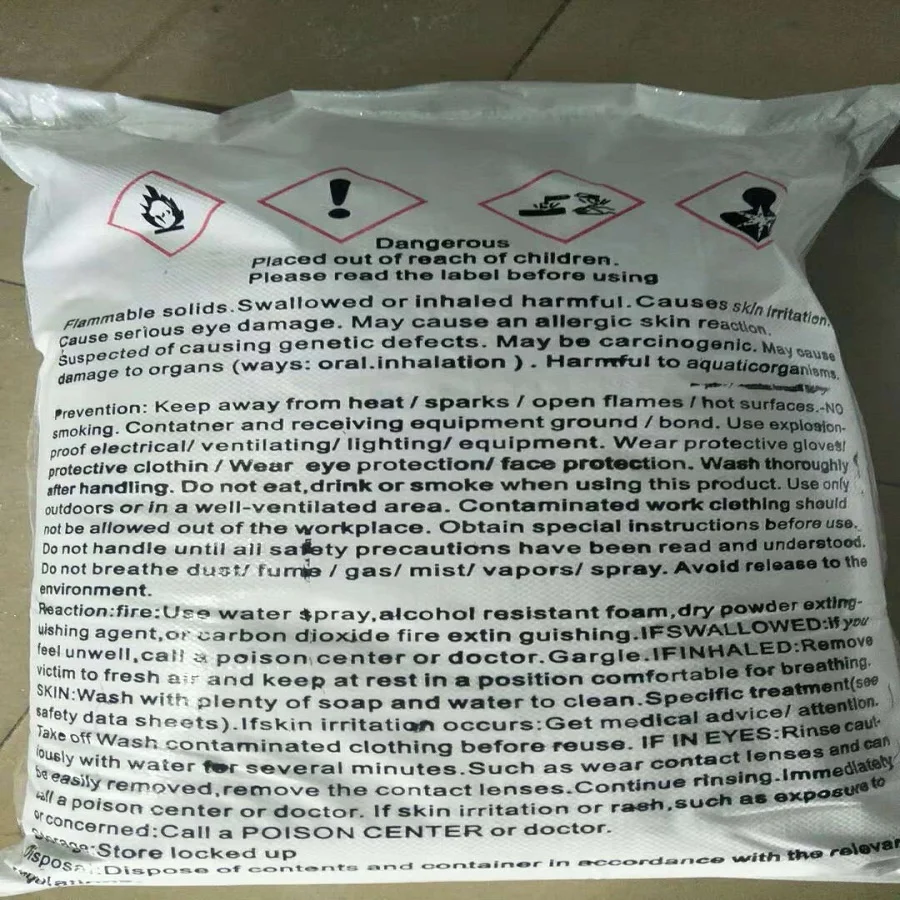 Dangerous
Placed out of reach of children.
Please read the label before using
Flammable solids.Swallowed or inhaled harmful.Causes skin irritation.
Cause serious eye damage. May cause an allergic skin reaction.
Suspected of causing genetic defects. May be carcinogenic. May cause
damage to organs (ways: oral.inhalation ) . Harmful to aquaticorganisms.
Prevention: Keep away from heat / sparks / open flames / hot surfaces.-NO
smoking. Contatner and receiving equipment ground / bond. Use explosion-
proof electrical/ ventilating/ lighting/ equipment. Wear protective gloves/
protective clothin / Wear eye protection/ face protection. Wash thoroughly
after handling. Do not eat,drink or smoke when using this product. Use only
outdoors or in a well-ventilated area. Contaminated work clothing should
not be allowed out of the workplace. Obtain special instructions before use.
Do not handle until all safety precautions have been read and understood.
Do not breathe dust/ fume / gas/ mist/ vapors/ spray. Avoid release to the
environment.
Reaction:fire:Use water spray,alcohol resistant foam,dry powder exting-
uishing agent,or carbon dioxide fire extin guishing.IFSWALLOWED:If you
feel unwell,call a poison center or doctor.Gargle.IFINHALED:Remove
victim to fresh air and keep at rest in a position comfortable for breathing.
SKIN:Wash with plenty of soap and water to clean.Specific treatment(see
safety data sheets).Ifskin irritation occurs:Get medical advice/ attention.
Take off Wash contaminated clothing before reuse. IF IN EYES:Rinse caut-
iously with water for several minutes.Such as wear contact lenses and can
be easily removed,remove the contact lenses.Continue rinsing.Immediately
call a poison center or doctor. If skin irritation or rash,such as exposure to
or concerned:Call a POISON CENTER or doctor.
Storage:Store locked up
Disposal:Dispose of contents and container in accordance with the